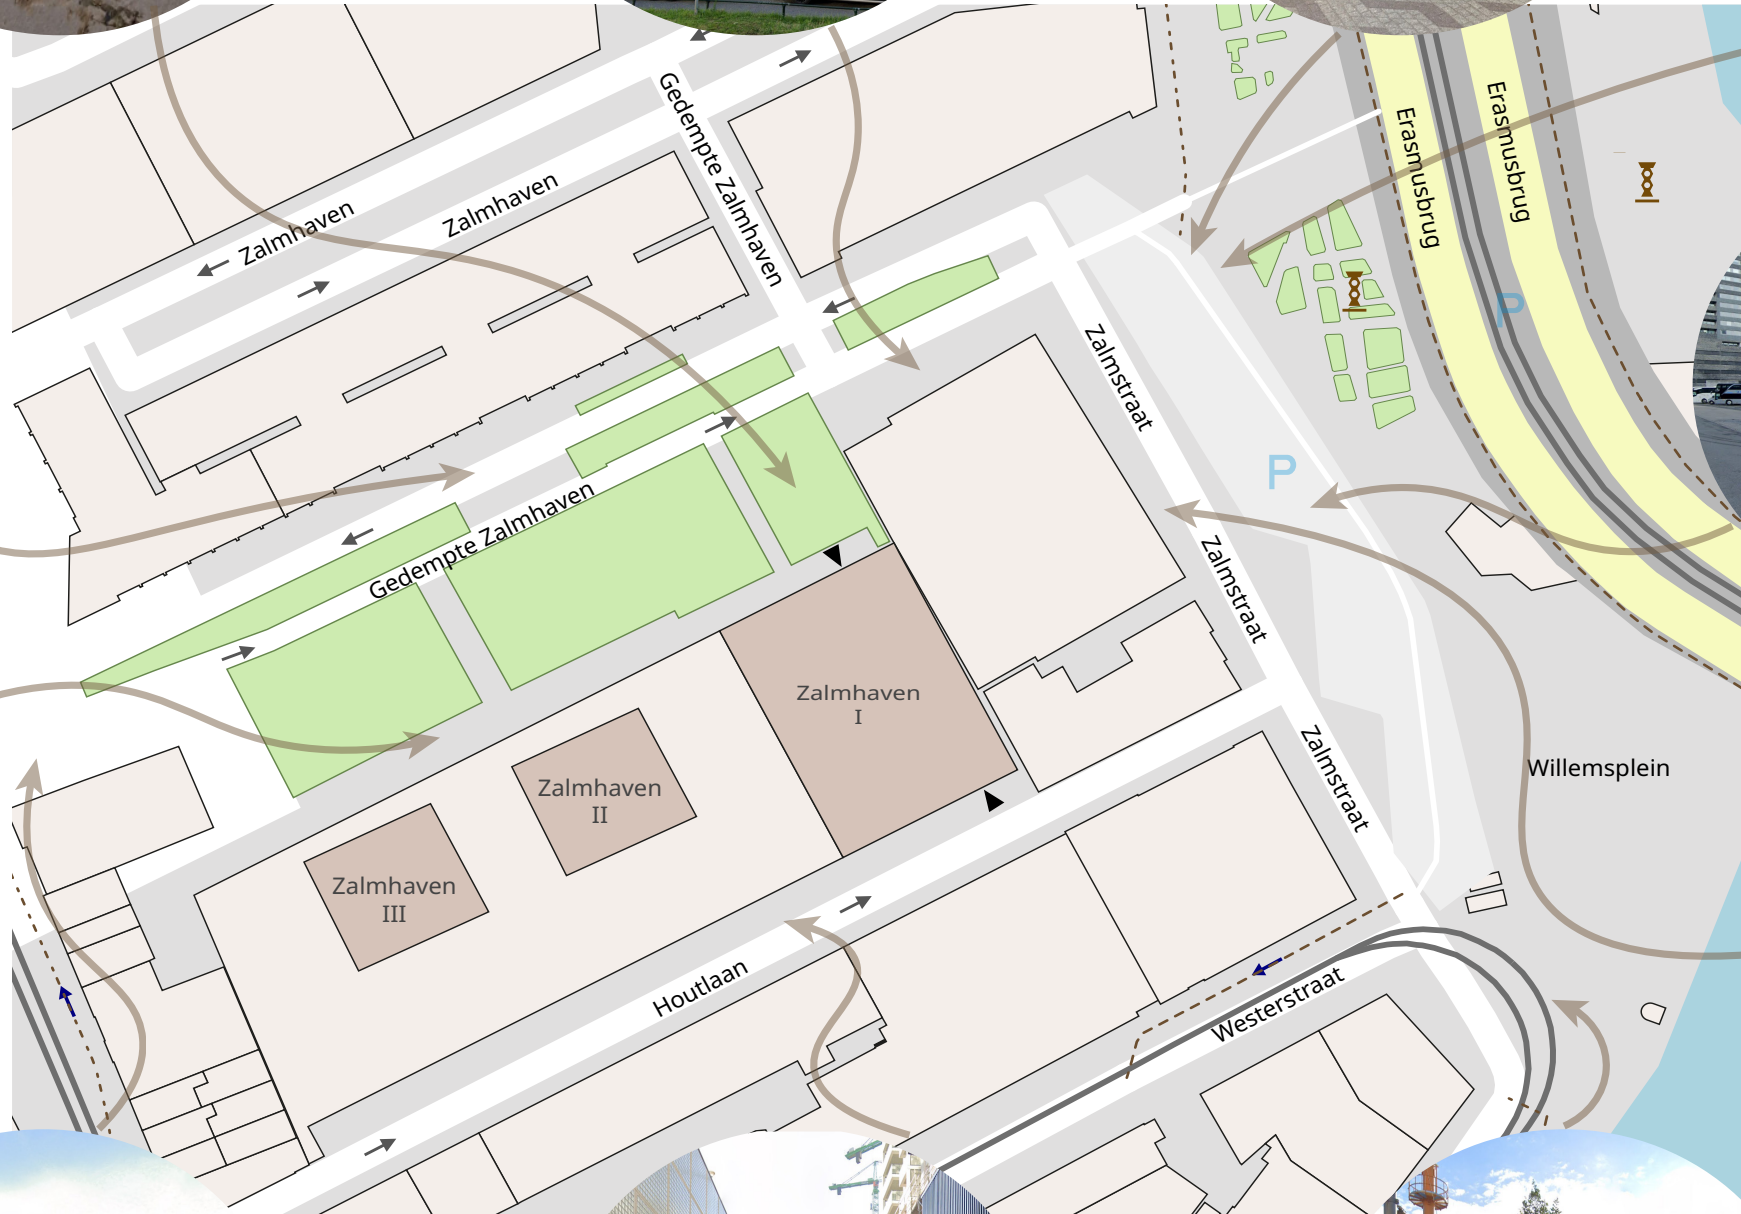 Gedempte Zalmhaven
Erasmusbrug
Erasmusbrug
Zalmhaven
Zalmhaven
P
Zalmstraat
P
Gedempte Zalmhaven
Zalmstraat
Zalmhaven
I
Zalmstraat
Willemsplein
Zalmhaven
II
Zalmhaven
III
Houtlaan
Westerstraat